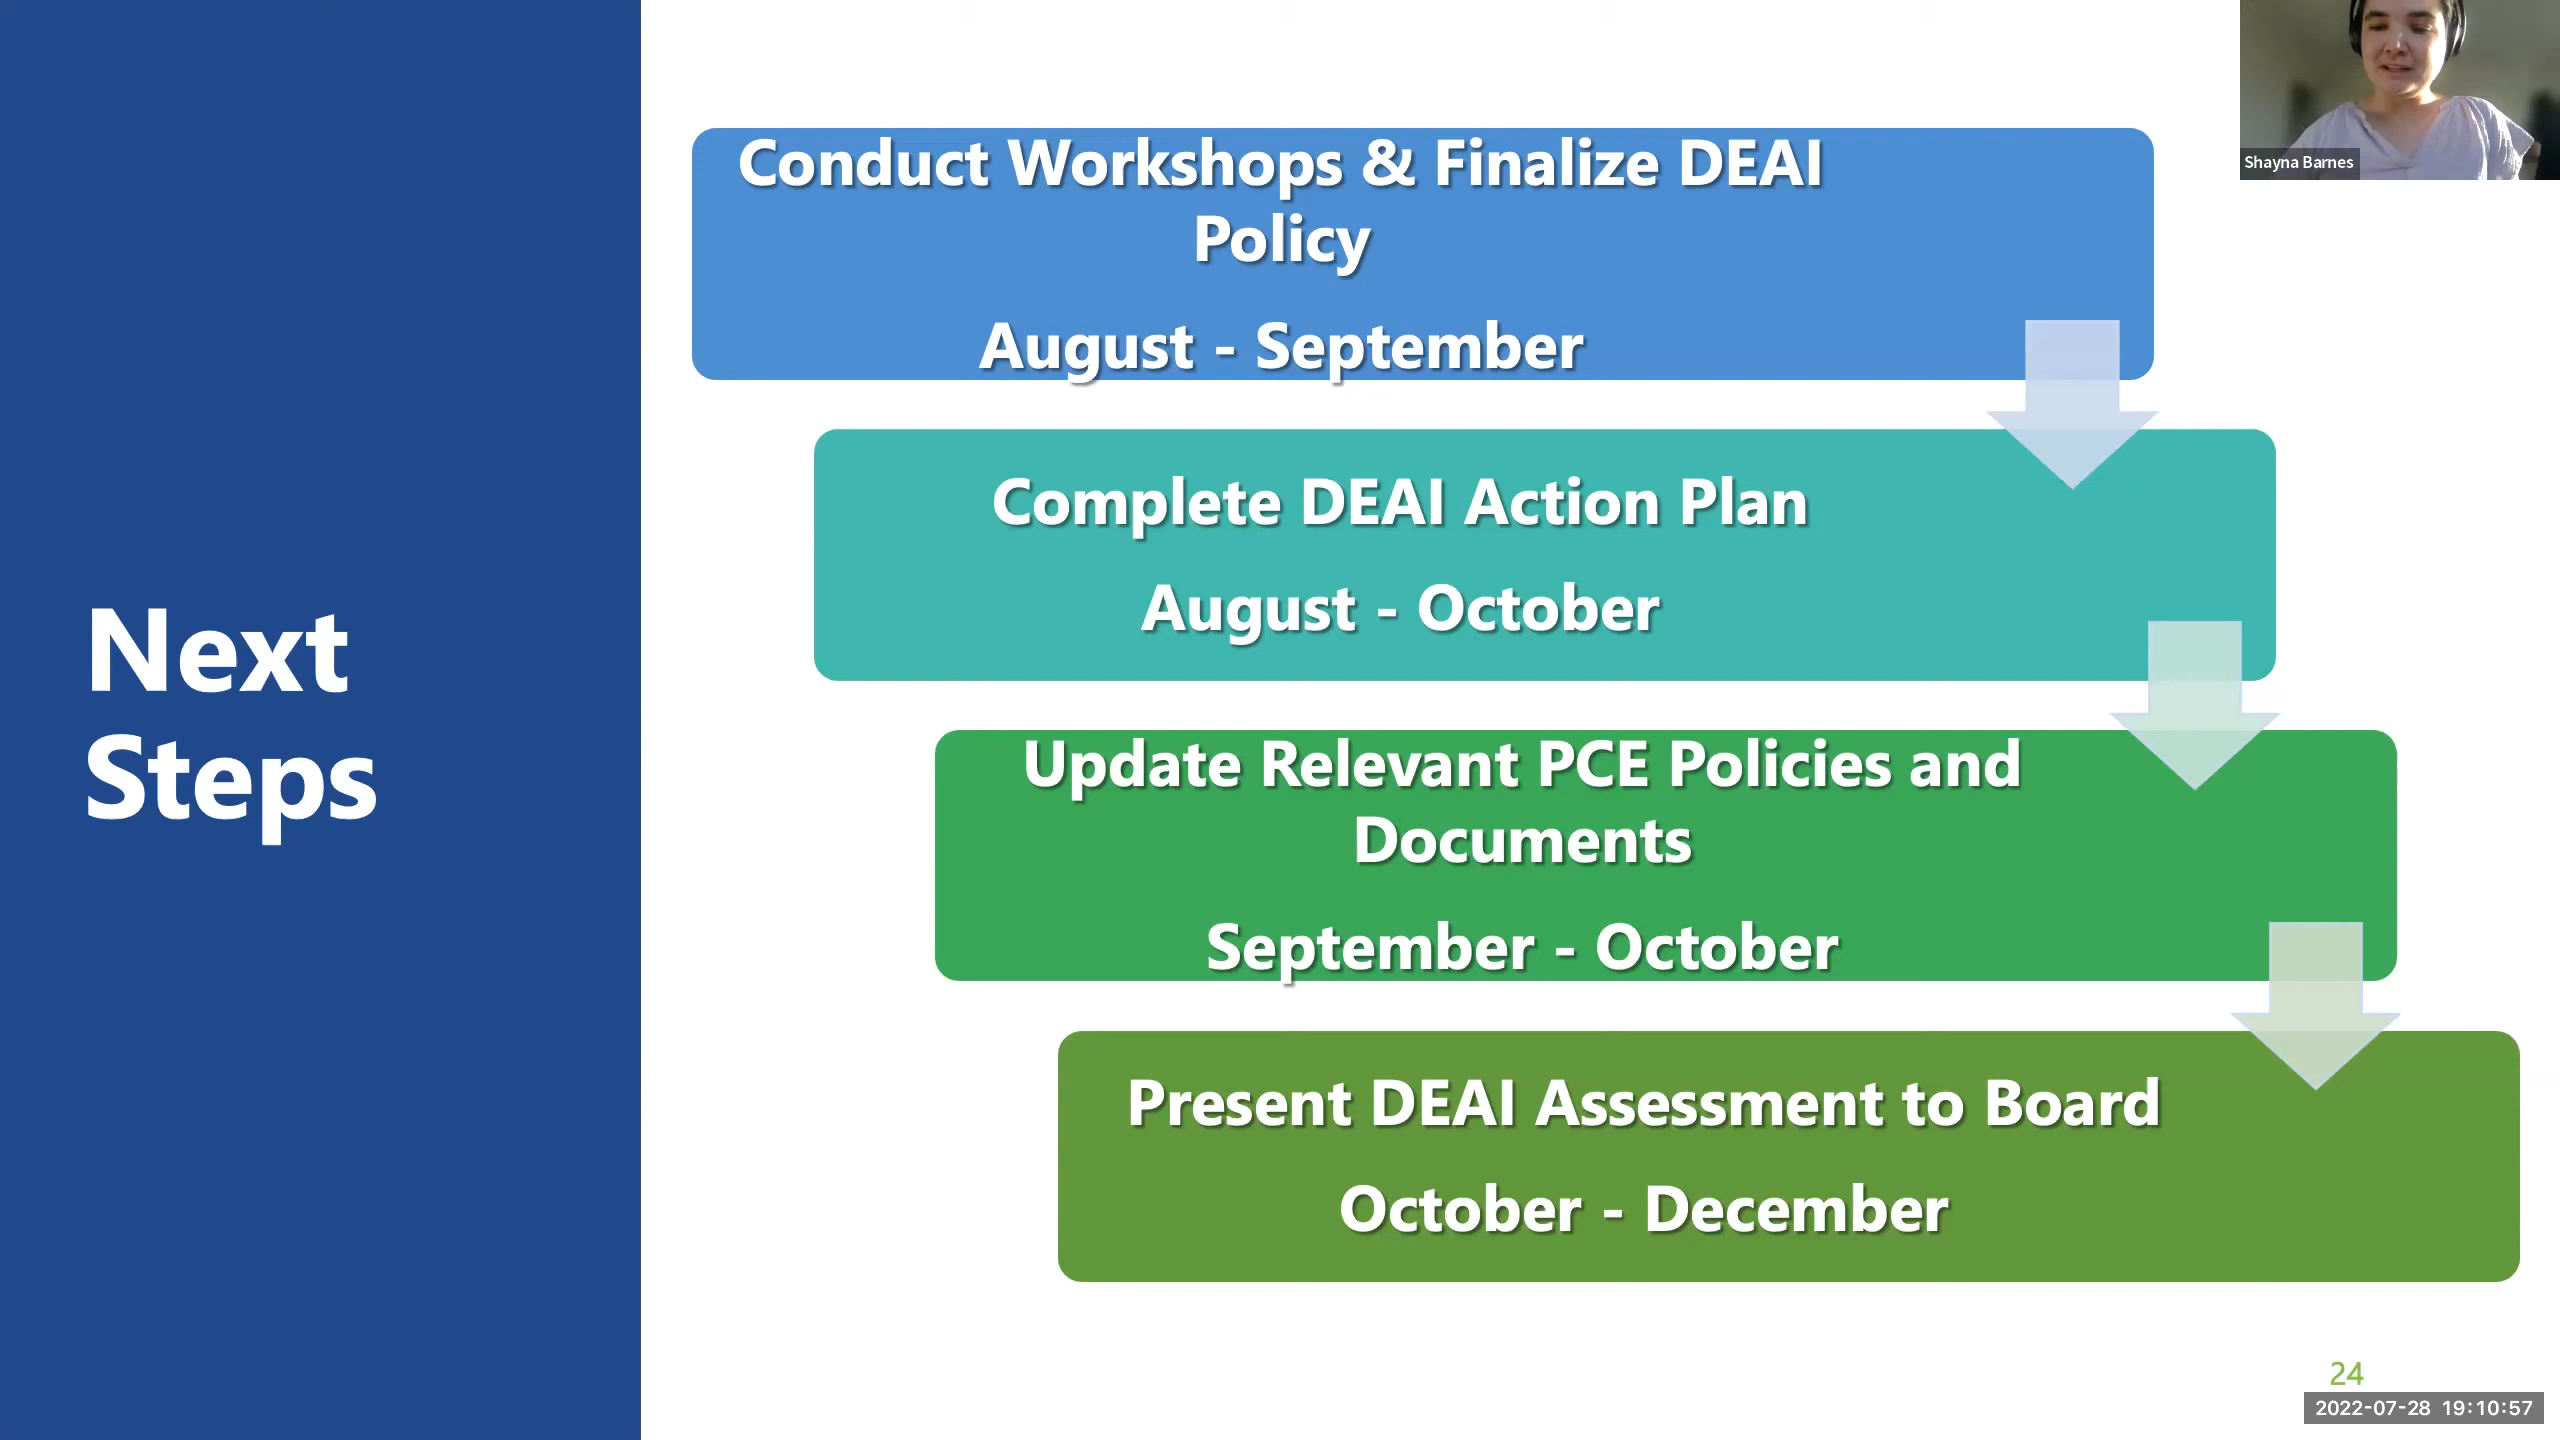 Next
Steps
Conduct Workshops & Finalize DEAI
Policy
August - September
Complete DEAI Action Plan
August - October
Update Relevant PCE Policies and
Documents
September - October
Present DEAI Assessment to Board
October - December
Shayna Barnes
24
2022-07-28 19:10:57